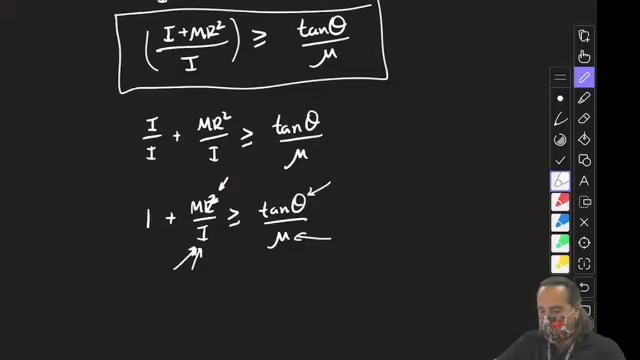 (I+MR²/I) ≥ tanθ/μ
I/I + MR²/I ≥ tanθ/μ
1 + MR²/I ≥ tanθ/μ